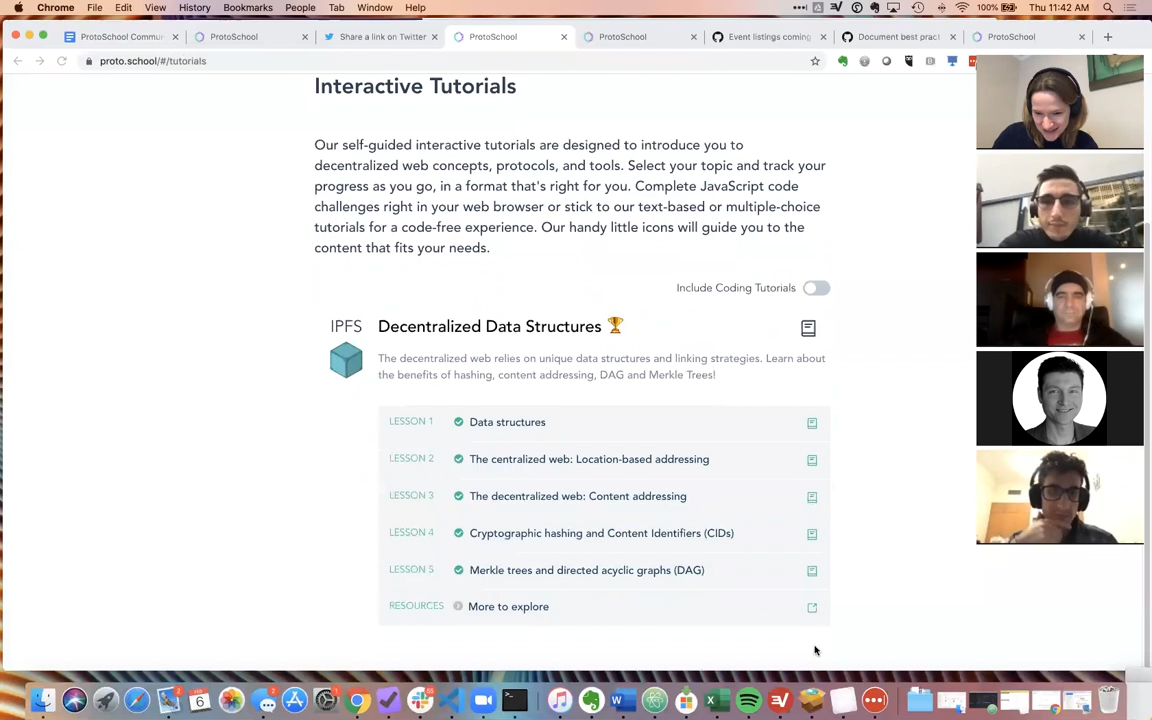 Chrome File Edit View History Bookmarks People Tab Window Help
100% Thu 11:42 AM
ProtoSchool Commun
ProtoSchool
Share a link on Twitter
ProtoSchool
ProtoSchool
Event listings coming
Document best pract
ProtoSchool
proto.school/#/tutorials
Interactive Tutorials
Our self-guided interactive tutorials are designed to introduce you to
decentralized web concepts, protocols, and tools. Select your topic and track your
progress as you go, in a format that's right for you. Complete JavaScript code
challenges right in your web browser or stick to our text-based or multiple-choice
tutorials for a code-free experience. Our handy little icons will guide you to the
content that fits your needs.
Include Coding Tutorials
IPFS Decentralized Data Structures 🏆
The decentralized web relies on unique data structures and linking strategies. Learn about
the benefits of hashing, content addressing, DAG and Merkle Trees!
LESSON 1 Data structures
LESSON 2 The centralized web: Location-based addressing
LESSON 3 The decentralized web: Content addressing
LESSON 4 Cryptographic hashing and Content Identifiers (CIDs)
LESSON 5 Merkle trees and directed acyclic graphs (DAG)
RESOURCES More to explore